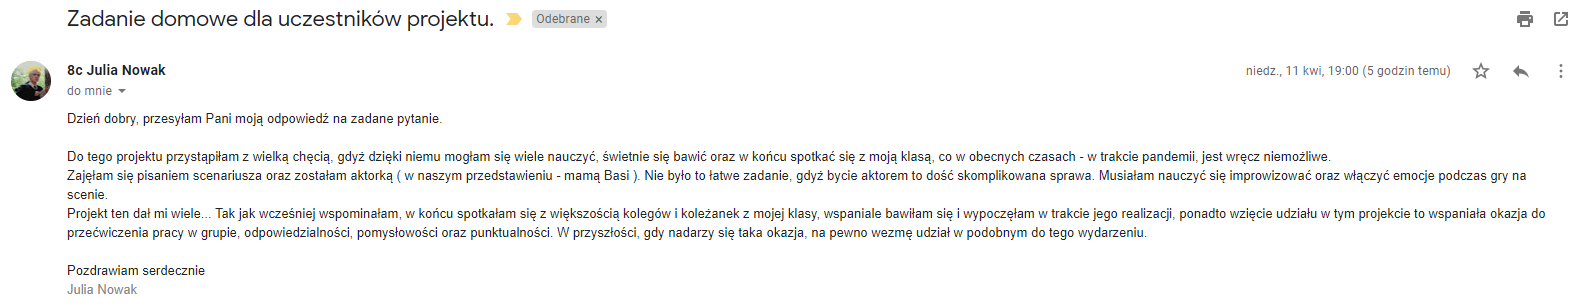 Zadanie domowe dla uczestników projektu. Odebrane ×
8c Julia Nowak niedz., 11 kwi, 19:00 (5 godzin temu)
do mnie
Dzień dobry, przesyłam Pani moją odpowiedź na zadane pytanie.
Do tego projektu przystąpiłam z wielką chęcią, gdyż dzięki niemu mogłam się wiele nauczyć, świetnie się bawić oraz w końcu spotkać się z moją klasą, co w obecnych czasach - w trakcie pandemii, jest wręcz niemożliwe.
Zajęłam się pisaniem scenariusza oraz zostałam aktorką ( w naszym przedstawieniu - mamą Basi ). Nie było to łatwe zadanie, gdyż bycie aktorem to dość skomplikowana sprawa. Musiałam nauczyć się improwizować oraz włączyć emocje podczas gry na
scenie.
Projekt ten dał mi wiele... Tak jak wcześniej wspominałam, w końcu spotkałam się z większością kolegów i koleżanek z mojej klasy, wspaniale bawiłam się i wypoczęłam w trakcie jego realizacji, ponadto wzięcie udziału w tym projekcie to wspaniała okazja do
przećwiczenia pracy w grupie, odpowiedzialności, pomysłowości oraz punktualności. W przyszłości, gdy nadarzy się taka okazja, na pewno wezmę udział w podobnym do tego wydarzeniu.
Pozdrawiam serdecznie
Julia Nowak